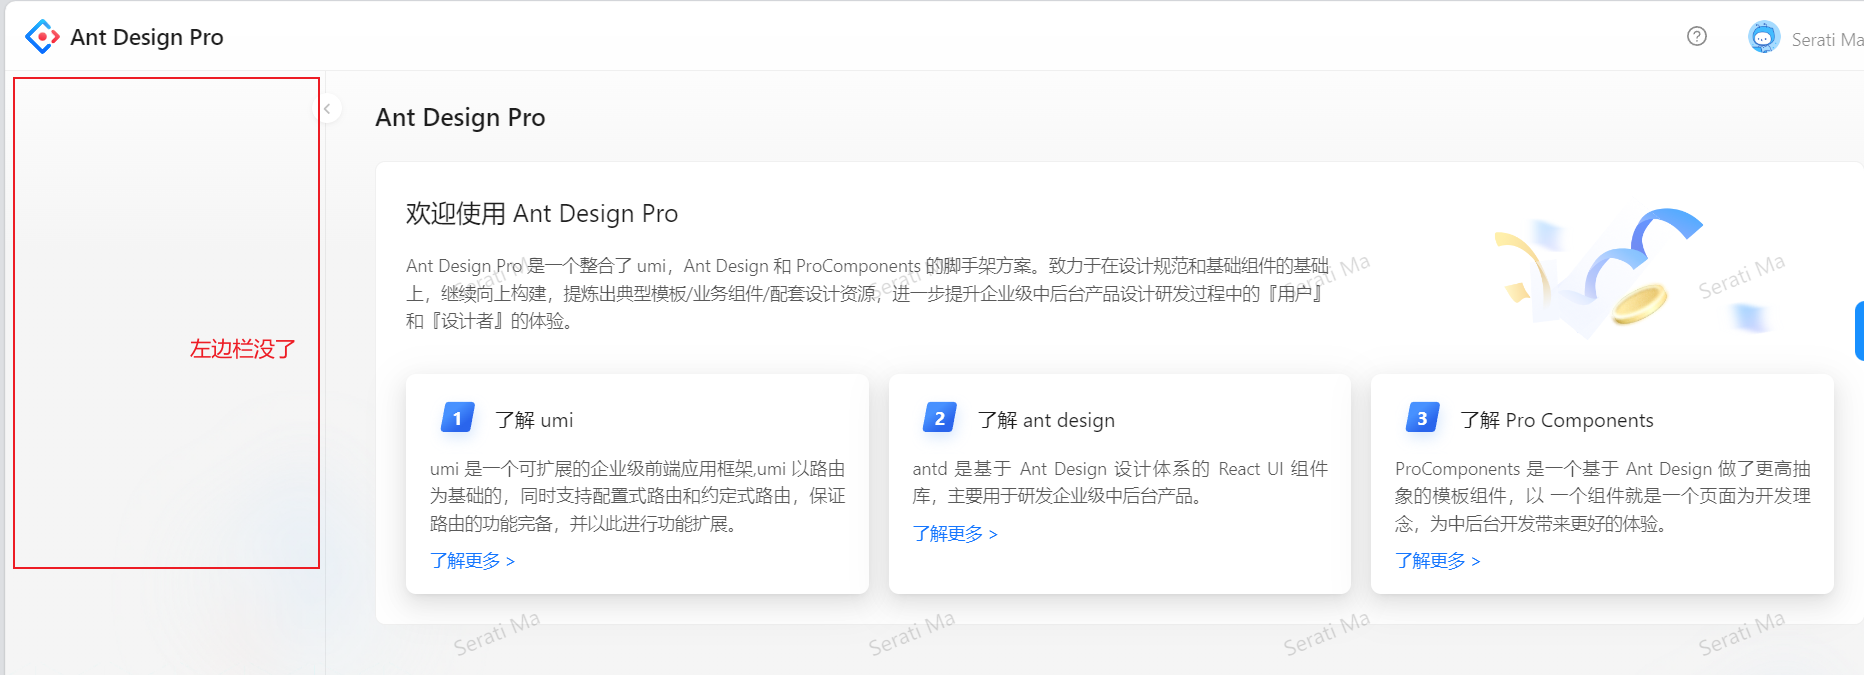 Ant Design Pro
Serati Ma
Ant Design Pro
左边栏没了
欢迎使用 Ant Design Pro
Ant Design Pro 是一个整合了 umi，Ant Design 和 ProComponents 的脚手架方案。致力于在设计规范和基础组件的基础
上，继续向上构建，提炼出典型模板/业务组件/配套设计资源，进一步提升企业级中后台产品设计研发过程中的『用户』
和『设计者』的体验。
Serati Ma
Serati Ma
Serati Ma
Serati Ma
1 了解 umi
umi 是一个可扩展的企业级前端应用框架,umi 以路由
为基础的，同时支持配置式路由和约定式路由，保证
路由的功能完备，并以此进行功能扩展。
了解更多 >
2 了解 ant design
antd 是基于 Ant Design 设计体系的 React UI 组件
库，主要用于研发企业级中后台产品。
了解更多 >
3 了解 Pro Components
ProComponents 是一个基于 Ant Design 做了更高抽
象的模板组件，以 一个组件就是一个页面为开发理
念，为中后台开发带来更好的体验。
了解更多 >
Serati Ma
Serati Ma
Serati Ma
Serati Ma